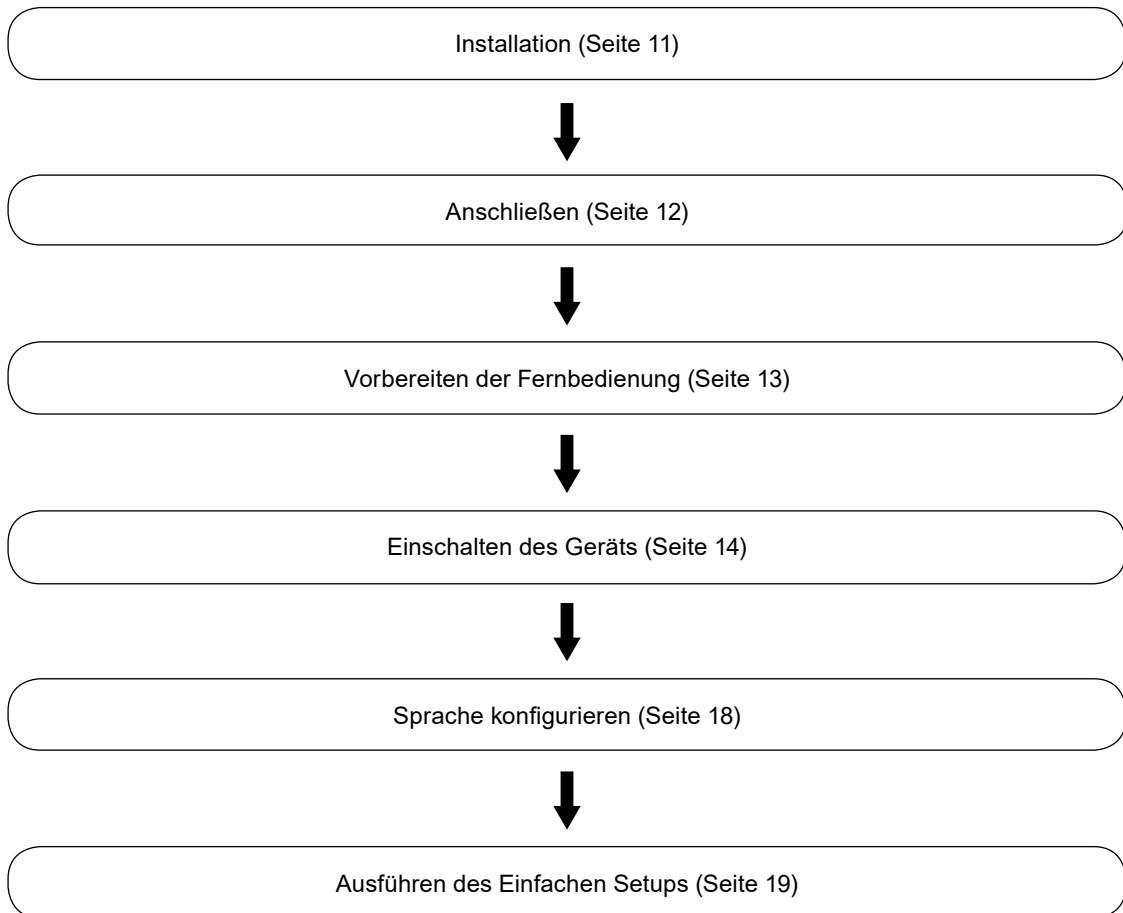 Installation (Seite 11)
Anschließen (Seite 12)
Vorbereiten der Fernbedienung (Seite 13)
Einschalten des Geräts (Seite 14)
Sprache konfigurieren (Seite 18)
Ausführen des Einfachen Setups (Seite 19)